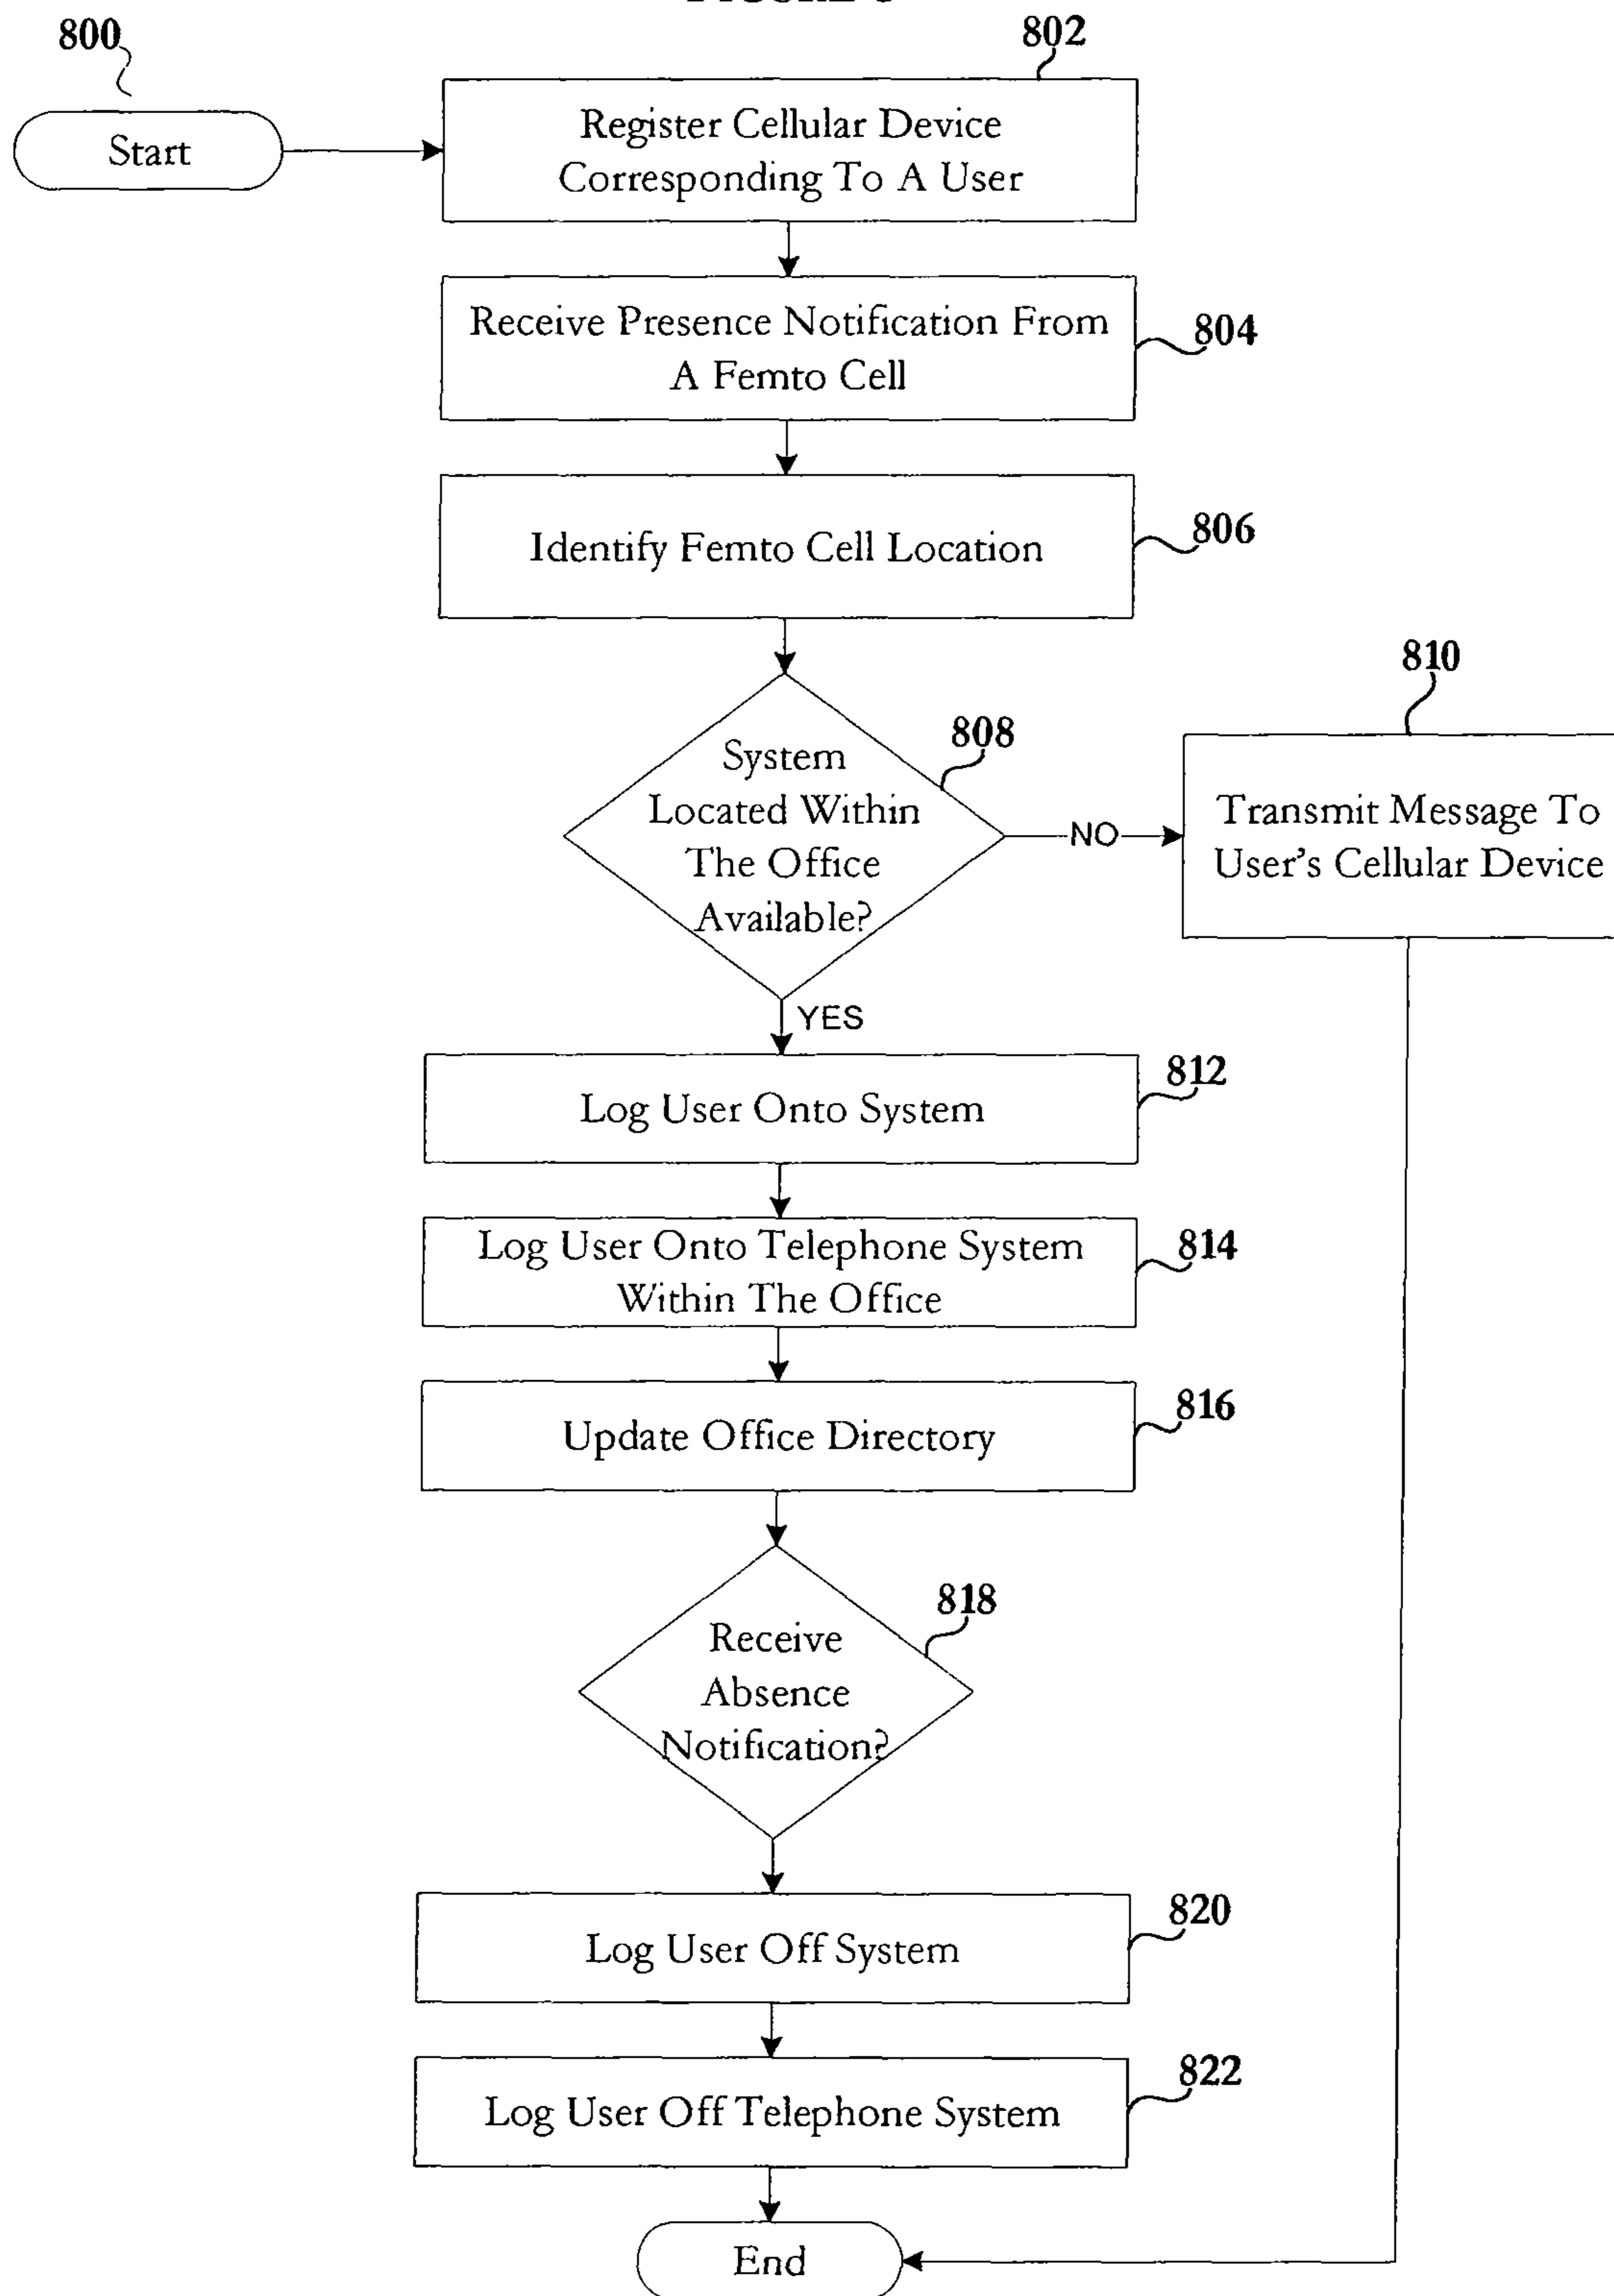 800
802
Start
Register Cellular Device
Corresponding To A User
Receive Presence Notification From
A Femto Cell
804
Identify Femto Cell Location
806
810
808
System
Located Within
The Office
Available?
NO
Transmit Message To
User's Cellular Device
YES
812
Log User Onto System
814
Log User Onto Telephone System
Within The Office
816
Update Office Directory
818
Receive
Absence
Notification?
820
Log User Off System
822
Log User Off Telephone System
End